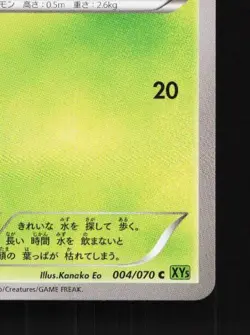 モン 高さ:0.5m 重さ:2.6kg
20
きれいな 水を 探して 歩く。
長い 時間 水を 飲まないと
頭の 葉っぱが 枯れてしまう。
Illus.Kanako Eo 004/070 C XYs
o/Creatures/GAME FREAK.